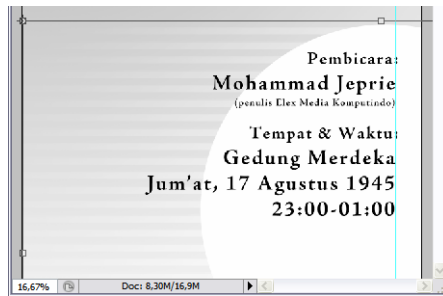 Pembicara:
Mohammad Jeprie
(penulis Elex Media Komputindo)
Tempat & Waktu:
Gedung Merdeka
Jum'at, 17 Agustus 1945
23:00-01:00
16,67%
Doc: 8,30M/16,9M